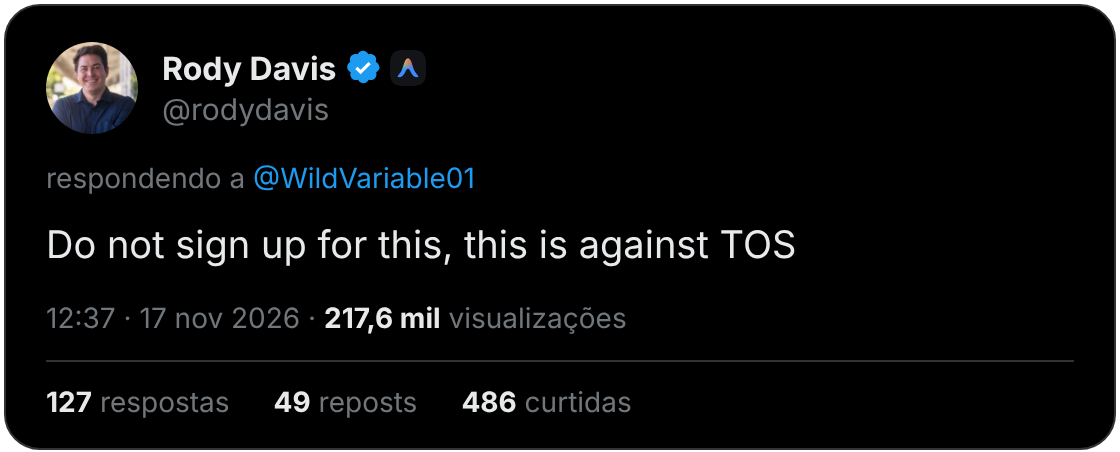 Rody Davis
@rodydavis
respondendo a @WildVariable01
Do not sign up for this, this is against TOS
12:37 · 17 nov 2026 · 217,6 mil visualizações
127 respostas 49 reposts 486 curtidas